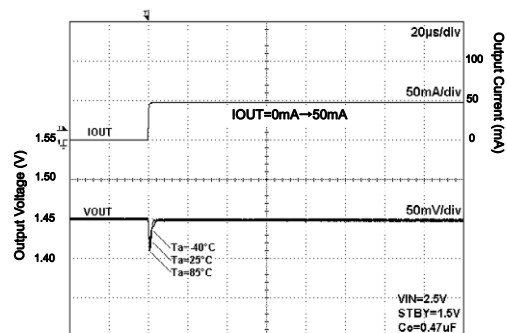 20µs/div
100
50mA/div
50
IOUT=0mA→50mA
IOUT
0
1.55
1.50
VOUT
1.45
50mV/div
Ta=-40°C
Ta=25°C
Ta=85°C
1.40
VIN=2.5V
STBY=1.5V
Co=0.47uF
Output Voltage (V)
Output Current (mA)